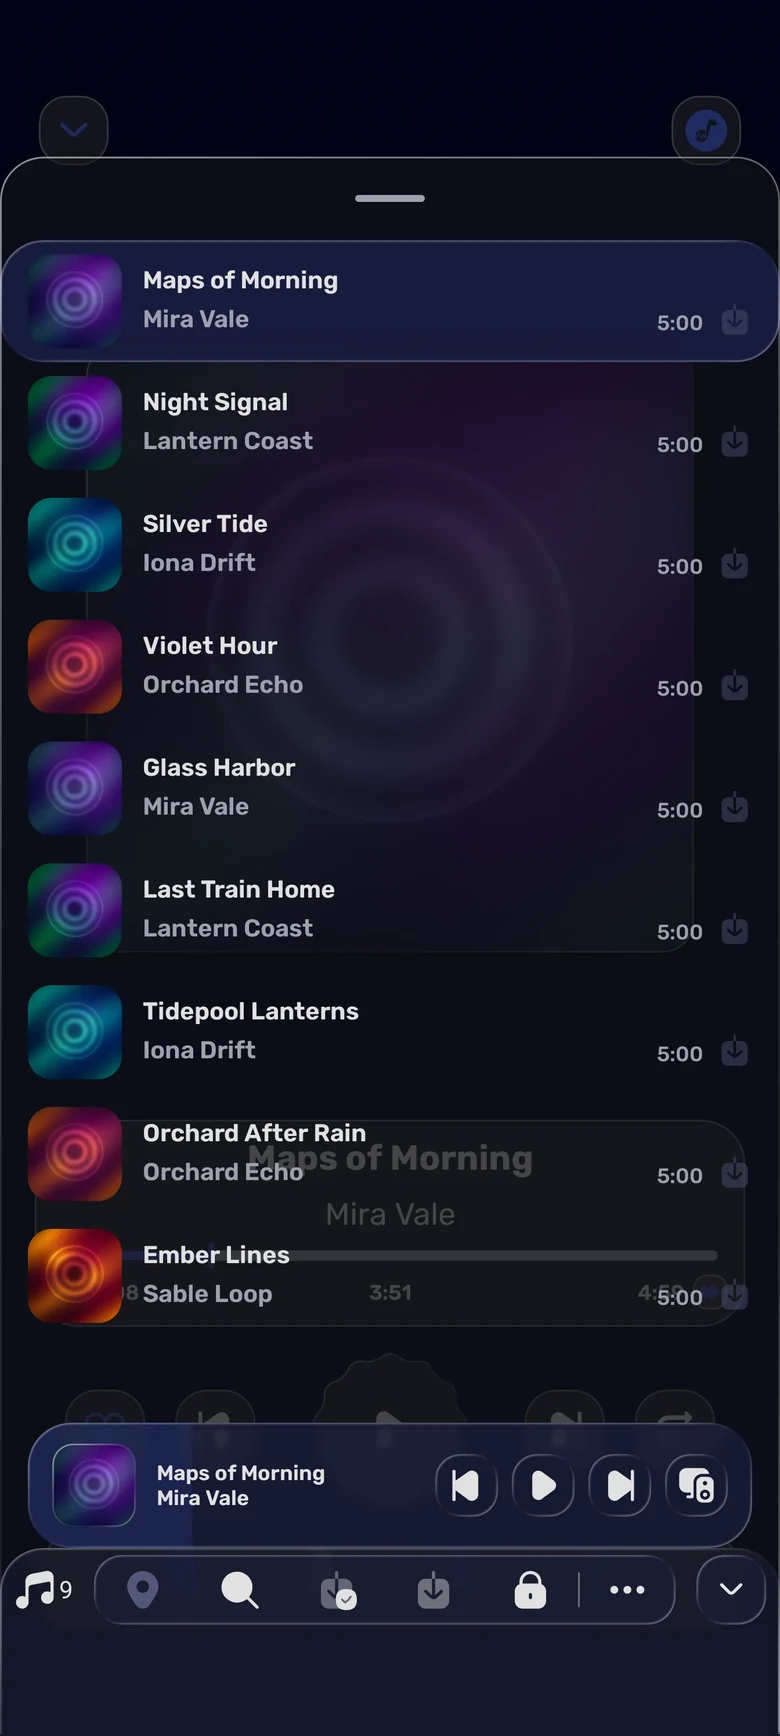 Maps of Morning
Mira Vale
5:00
Night Signal
Lantern Coast
5:00
Silver Tide
Iona Drift
5:00
Violet Hour
Orchard Echo
5:00
Glass Harbor
Mira Vale
5:00
Last Train Home
Lantern Coast
5:00
Tidepool Lanterns
Iona Drift
5:00
Orchard After Rain
Maps of Morning
Orchard Echo
5:00
Mira Vale
Ember Lines
Sable Loop
3:51
5:00
Maps of Morning
Mira Vale
9